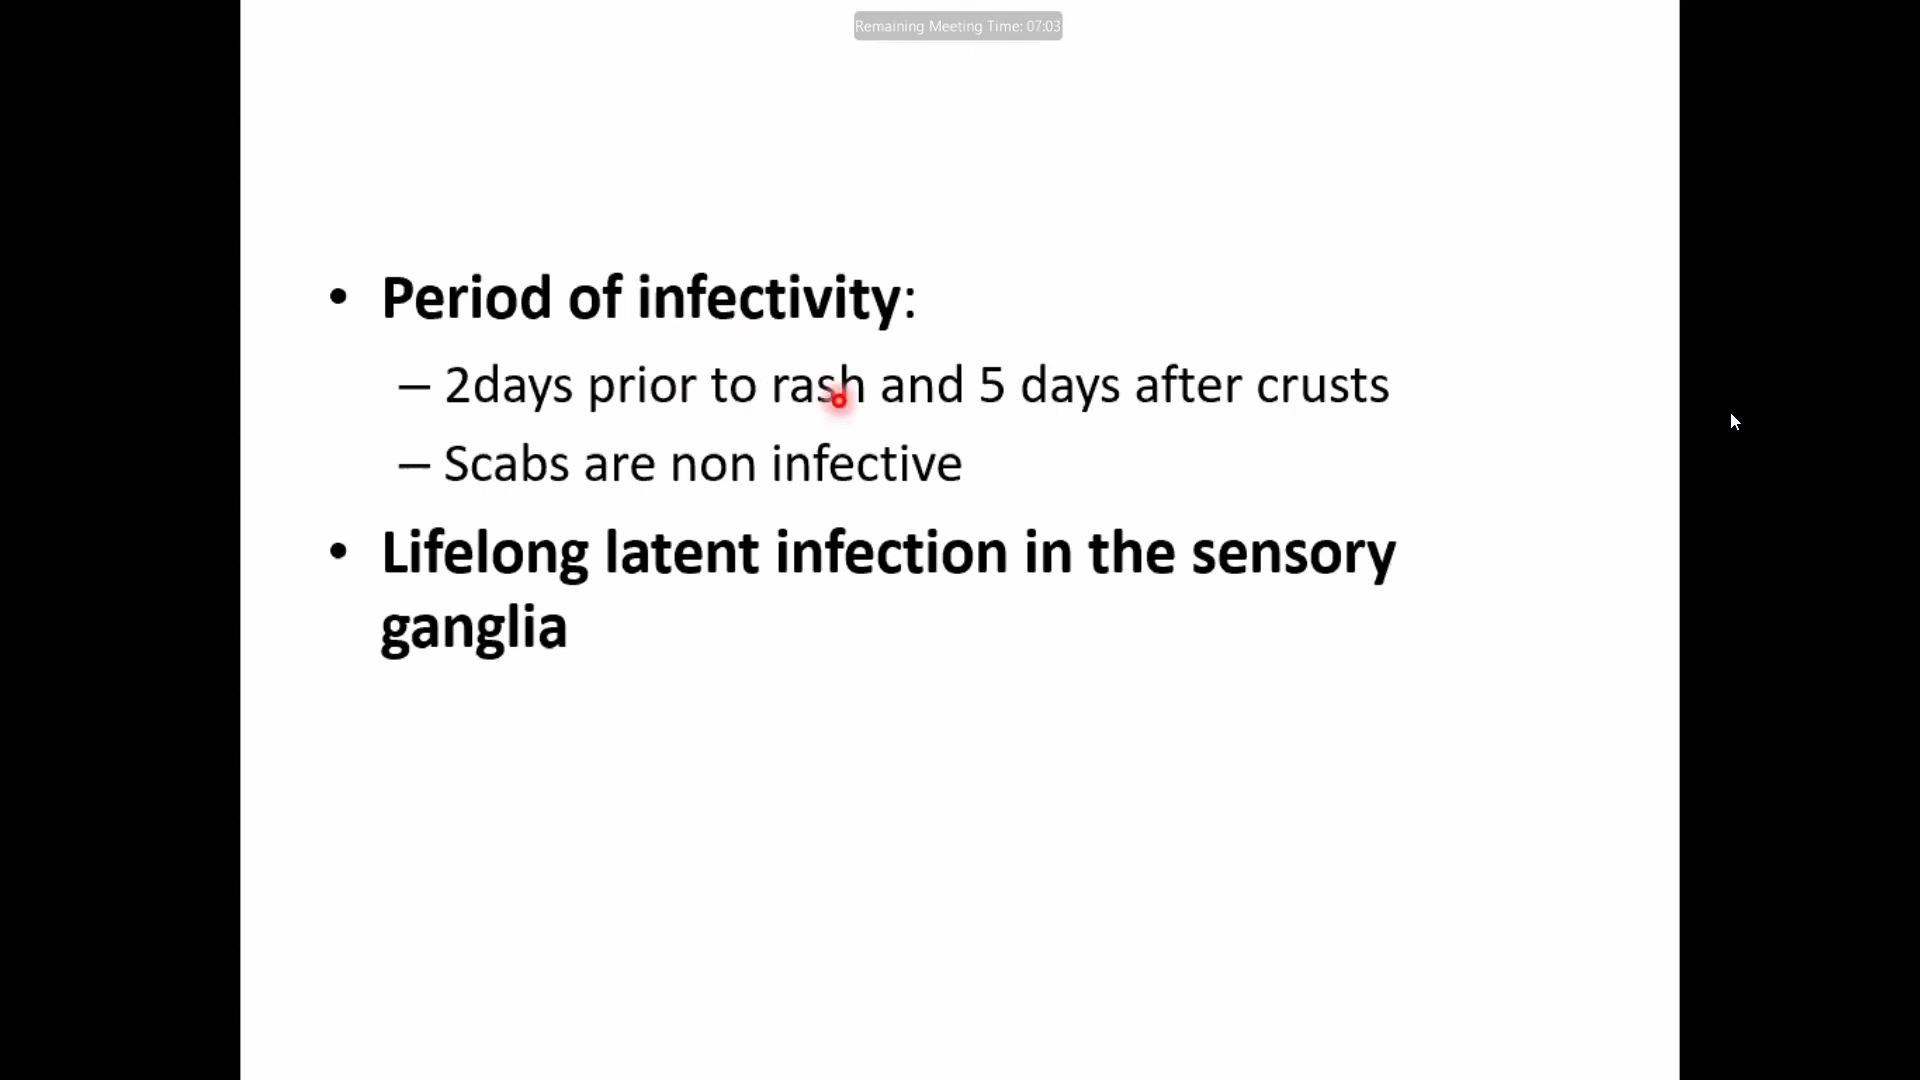 Remaining Meeting Time: 07:03
• Period of infectivity:
– 2days prior to rash and 5 days after crusts
– Scabs are non infective
• Lifelong latent infection in the sensory
ganglia